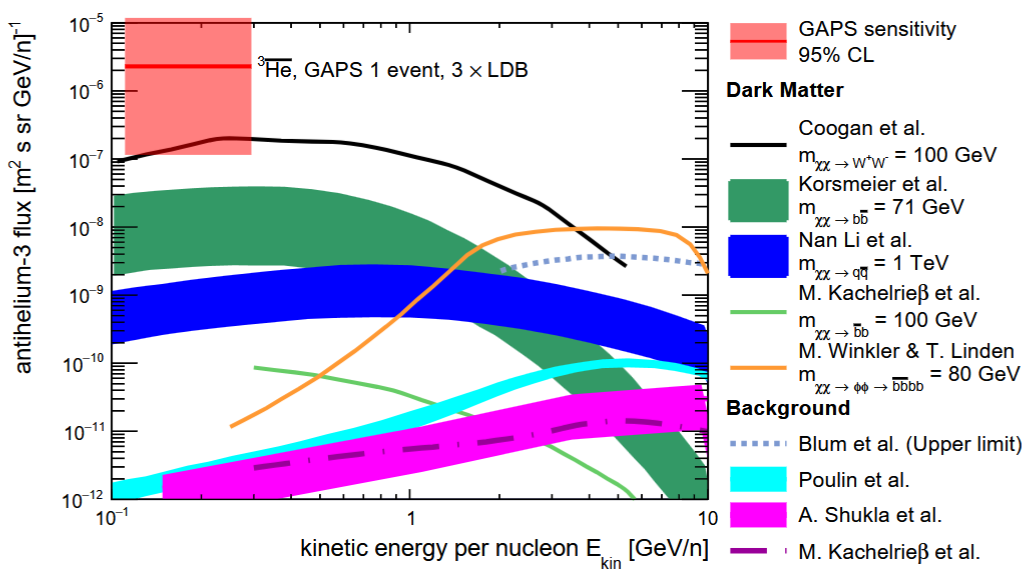 antihelium-3 flux [m² s sr GeV/n]⁻¹
10⁻⁵
10⁻⁶
10⁻⁷
10⁻⁸
10⁻⁹
10⁻¹⁰
10⁻¹¹
10⁻¹²
³H̅e̅, GAPS 1 event, 3 × LDB
10⁻¹ 1 10
kinetic energy per nucleon E_kin [GeV/n]
GAPS sensitivity
95% CL
Dark Matter
Coogan et al.
m_χχ → W⁺W⁻ = 100 GeV
Korsmeier et al.
m_χχ → bb̅ = 71 GeV
Nan Li et al.
m_χχ → qq̅ = 1 TeV
M. Kachelrieβ et al.
m_χχ → b̅b = 100 GeV
M. Winkler & T. Linden
m_χχ → ϕϕ → b̅b̅bb = 80 GeV
Background
Blum et al. (Upper limit)
Poulin et al.
A. Shukla et al.
M. Kachelrieβ et al.